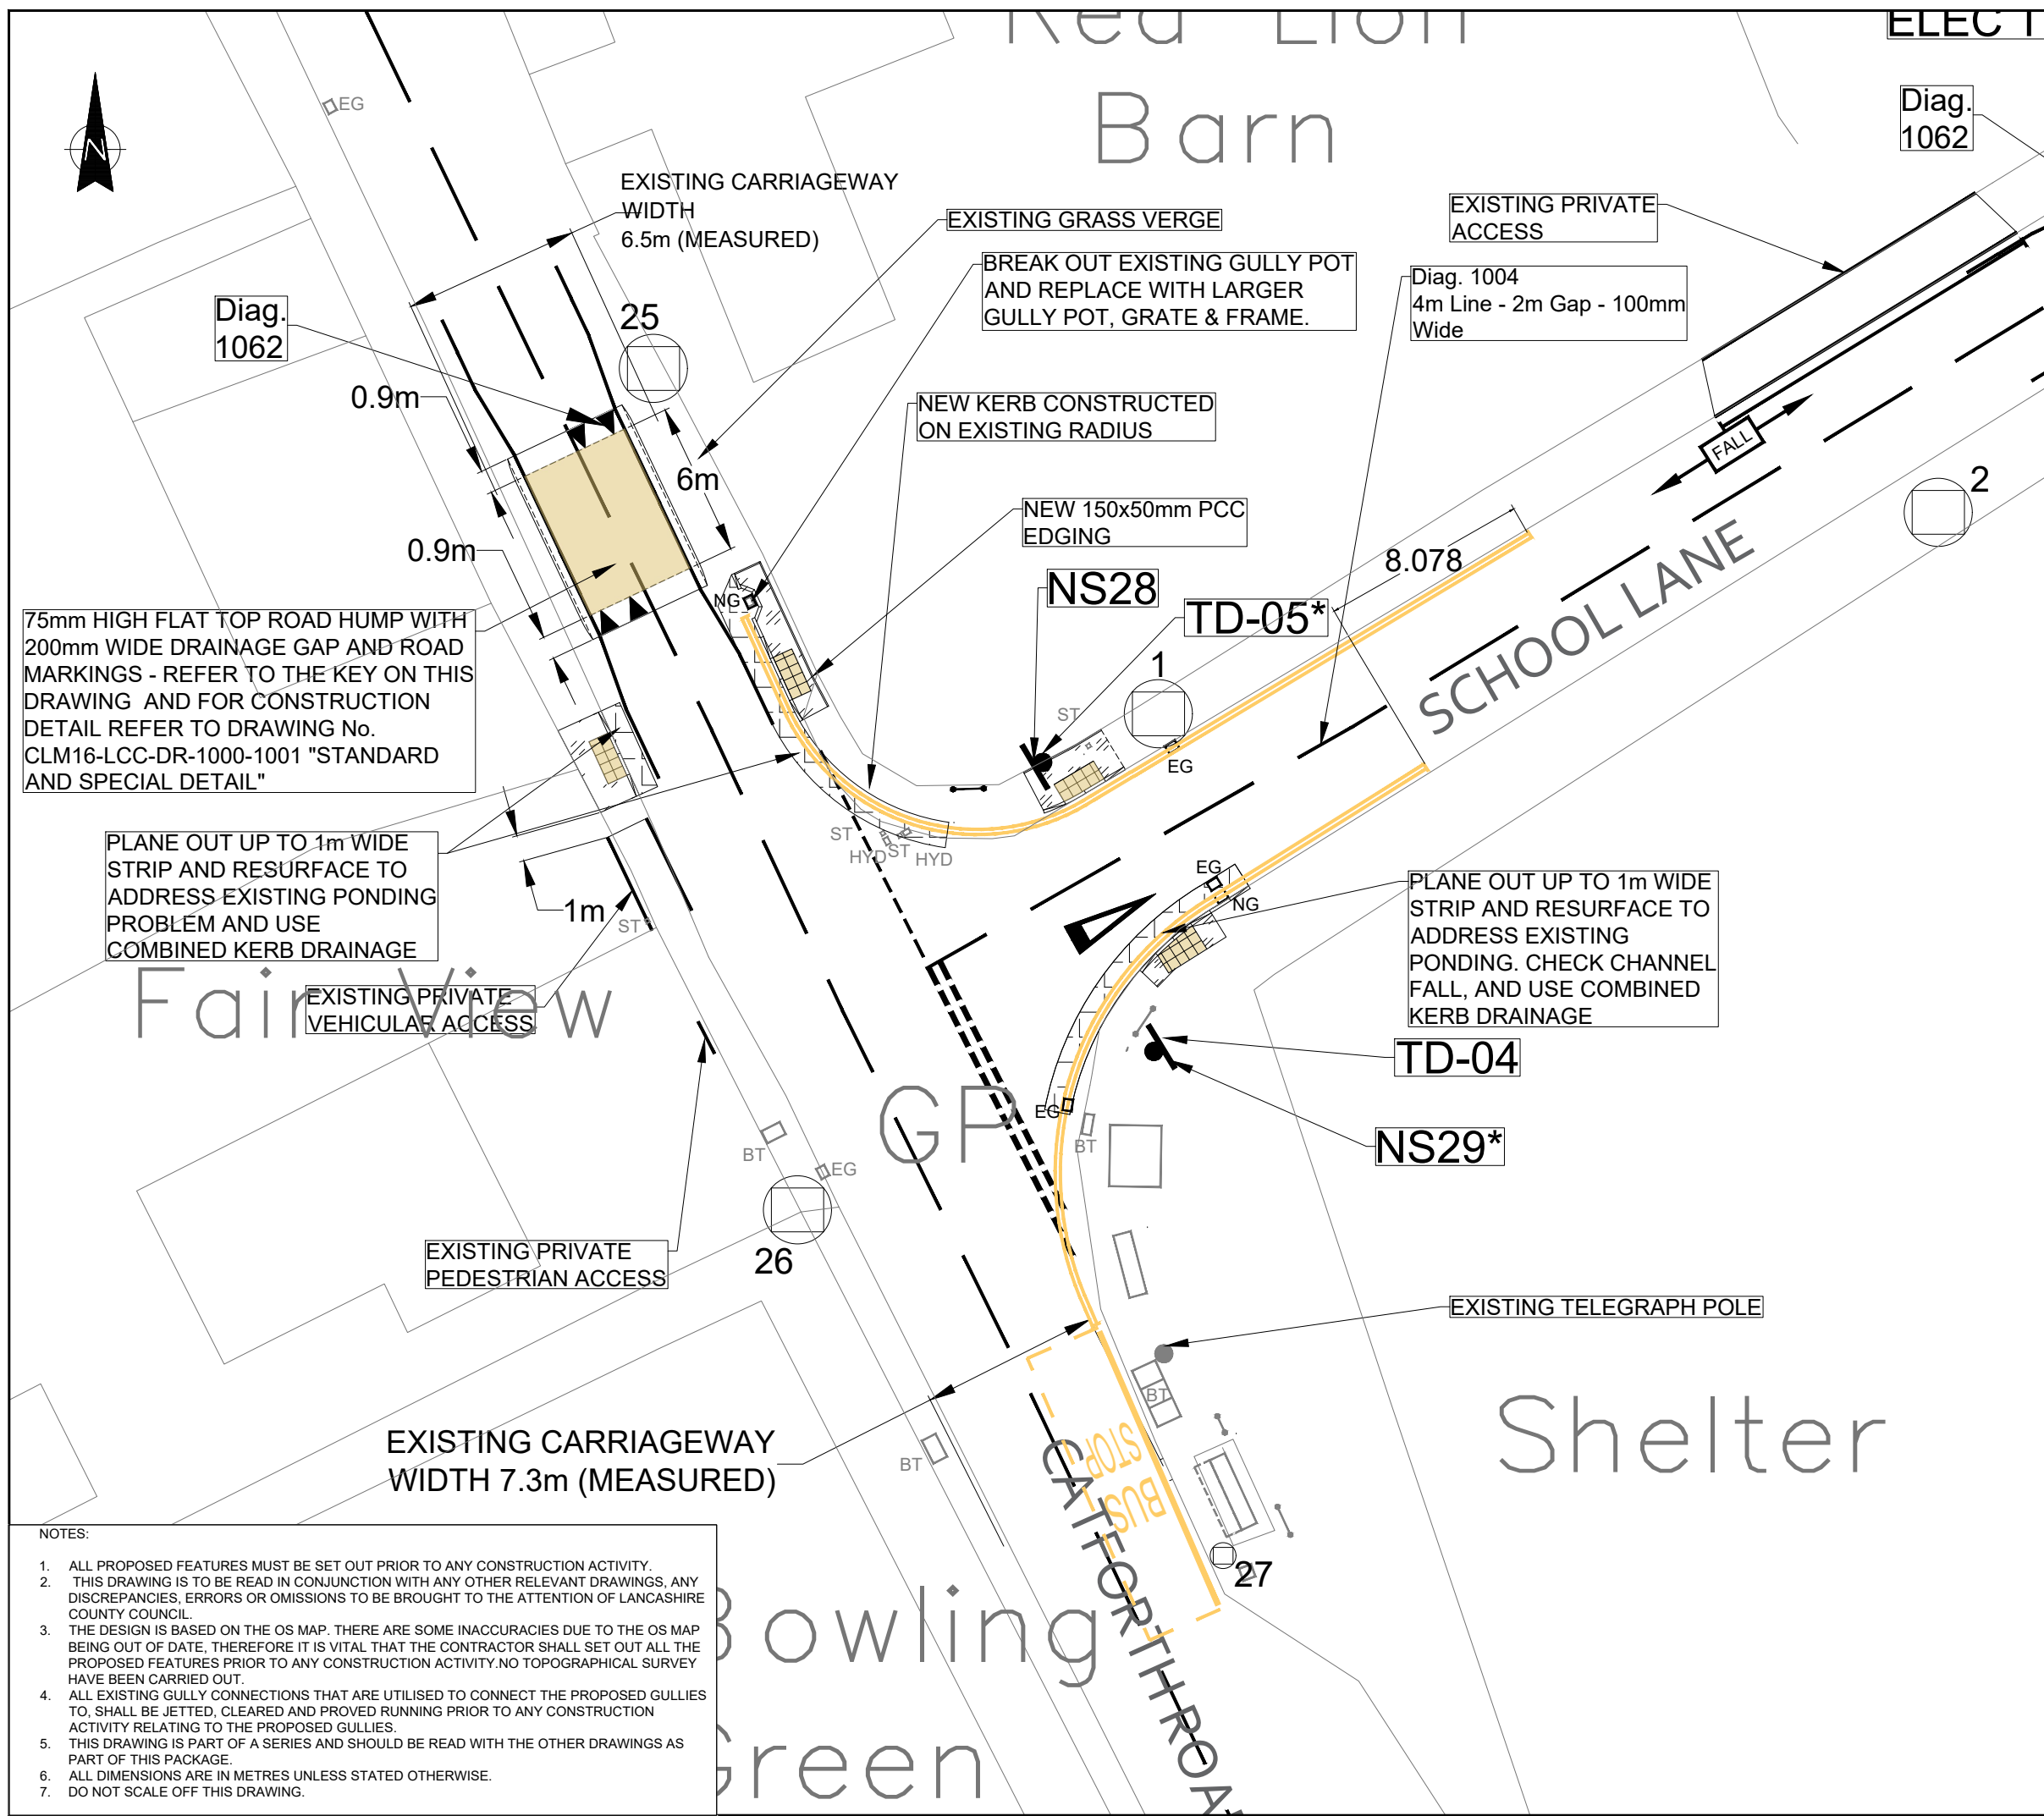 Red Lion
Barn
ELEC
Diag.
1062
N
EG
EXISTING CARRIAGEWAY
WIDTH
6.5m (MEASURED)
EXISTING GRASS VERGE
EXISTING PRIVATE
ACCESS
BREAK OUT EXISTING GULLY POT
AND REPLACE WITH LARGER
GULLY POT, GRATE & FRAME.
Diag. 1004
4m Line - 2m Gap - 100mm
Wide
Diag.
1062
25
0.9m
NEW KERB CONSTRUCTED
ON EXISTING RADIUS
FALL
6m
2
NEW 150x50mm PCC
EDGING
0.9m
8.078
SCHOOL LANE
NS28
TD-05*
NG
75mm HIGH FLAT TOP ROAD HUMP WITH
200mm WIDE DRAINAGE GAP AND ROAD
MARKINGS - REFER TO THE KEY ON THIS
DRAWING AND FOR CONSTRUCTION
DETAIL REFER TO DRAWING No.
CLM16-LCC-DR-1000-1001 "STANDARD
AND SPECIAL DETAIL"
1
ST
EG
ST
HYD
ST
HYD
PLANE OUT UP TO 1m WIDE
STRIP AND RESURFACE TO
ADDRESS EXISTING PONDING
PROBLEM AND USE
COMBINED KERB DRAINAGE
1m
ST
EG
NG
PLANE OUT UP TO 1m WIDE
STRIP AND RESURFACE TO
ADDRESS EXISTING
PONDING. CHECK CHANNEL
FALL, AND USE COMBINED
KERB DRAINAGE
Fair View
EXISTING PRIVATE
VEHICULAR ACCESS
TD-04
GP
EG
BT
NS29*
BT
EG
26
EXISTING PRIVATE
PEDESTRIAN ACCESS
EXISTING TELEGRAPH POLE
BT
Shelter
EXISTING CARRIAGEWAY
WIDTH 7.3m (MEASURED)
BT
BUS
STOP
CATFORTH ROAD
27
Bowling
Green
NOTES:
1. ALL PROPOSED FEATURES MUST BE SET OUT PRIOR TO ANY CONSTRUCTION ACTIVITY.
2. THIS DRAWING IS TO BE READ IN CONJUNCTION WITH ANY OTHER RELEVANT DRAWINGS, ANY
DISCREPANCIES, ERRORS OR OMISSIONS TO BE BROUGHT TO THE ATTENTION OF LANCASHIRE
COUNTY COUNCIL.
3. THE DESIGN IS BASED ON THE OS MAP. THERE ARE SOME INACCURACIES DUE TO THE OS MAP
BEING OUT OF DATE, THEREFORE IT IS VITAL THAT THE CONTRACTOR SHALL SET OUT ALL THE
PROPOSED FEATURES PRIOR TO ANY CONSTRUCTION ACTIVITY.NO TOPOGRAPHICAL SURVEY
HAVE BEEN CARRIED OUT.
4. ALL EXISTING GULLY CONNECTIONS THAT ARE UTILISED TO CONNECT THE PROPOSED GULLIES
TO, SHALL BE JETTED, CLEARED AND PROVED RUNNING PRIOR TO ANY CONSTRUCTION
ACTIVITY RELATING TO THE PROPOSED GULLIES.
5. THIS DRAWING IS PART OF A SERIES AND SHOULD BE READ WITH THE OTHER DRAWINGS AS
PART OF THIS PACKAGE.
6. ALL DIMENSIONS ARE IN METRES UNLESS STATED OTHERWISE.
7. DO NOT SCALE OFF THIS DRAWING.